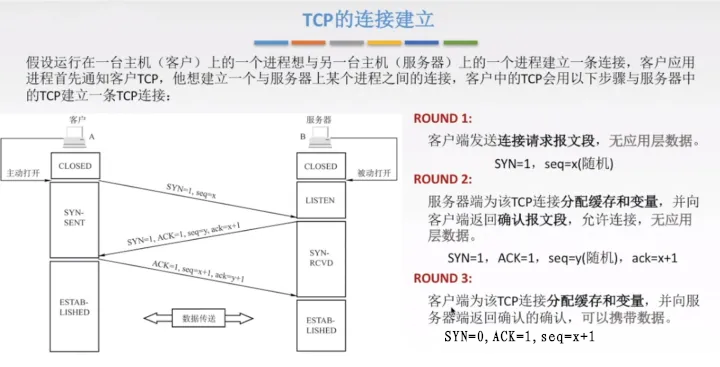 TCP的连接建立
假设运行在一台主机（客户）上的一个进程想与另一台主机（服务器）上的一个进程建立一条连接，客户应用
进程首先通知客户TCP，他想建立一个与服务器上某个进程之间的连接，客户中的TCP会用以下步骤与服务器中
的TCP建立一条TCP连接：
客户
服务器
A
B
主动打开
CLOSED
CLOSED
被动打开
SYN=1, seq=x
LISTEN
SYN-
SENT
SYN=1, ACK=1, seq=y, ack=x+1
SYN-
RCVD
ACK=1, seq=x+1, ack=y+1
ESTAB-
LISHED
数据传送
ESTAB-
LISHED
ROUND 1:
客户端发送连接请求报文段，无应用层数据。
SYN=1，seq=x(随机)
ROUND 2:
服务器端为该TCP连接分配缓存和变量，并向
客户端返回确认报文段，允许连接，无应用
层数据。
SYN=1，ACK=1，seq=y(随机)，ack=x+1
ROUND 3:
客户端为该TCP连接分配缓存和变量，并向服
务器端返回确认的确认，可以携带数据。
SYN=0,ACK=1,seq=x+1